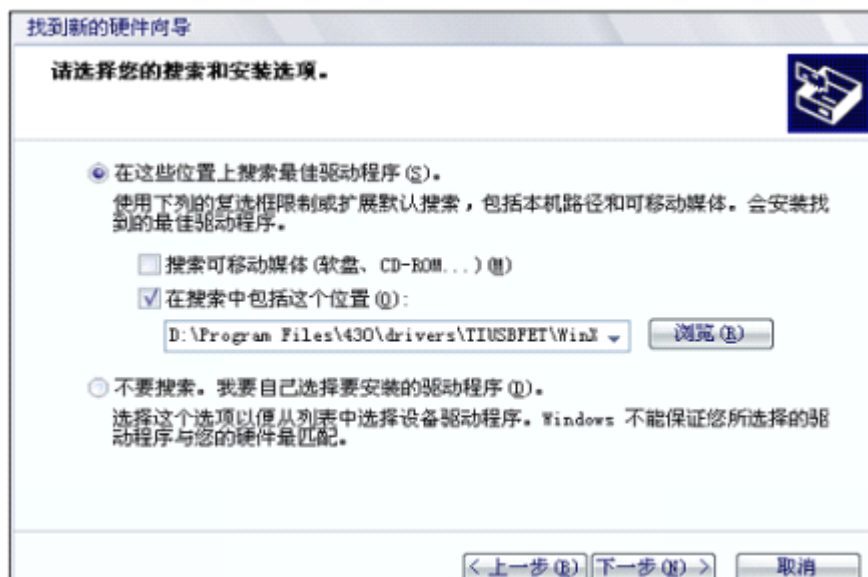 找到新的硬件向导
请选择您的搜索和安装选项。
在这些位置上搜索最佳驱动程序(S)。
使用下列的复选框限制或扩展默认搜索，包括本机路径和可移动媒体。会安装找
到的最佳驱动程序。
搜索可移动媒体(软盘、CD-ROM...)(M)
在搜索中包括这个位置(O):
D:\Program Files\430\drivers\TIUSBFET\WinX
浏览(R)
不要搜索。我要自己选择要安装的驱动程序(D)。
选择这个选项以便从列表中选择设备驱动程序。Windows 不能保证您所选择的驱
动程序与您的硬件最匹配。
< 上一步(B) 下一步(N) > 取消